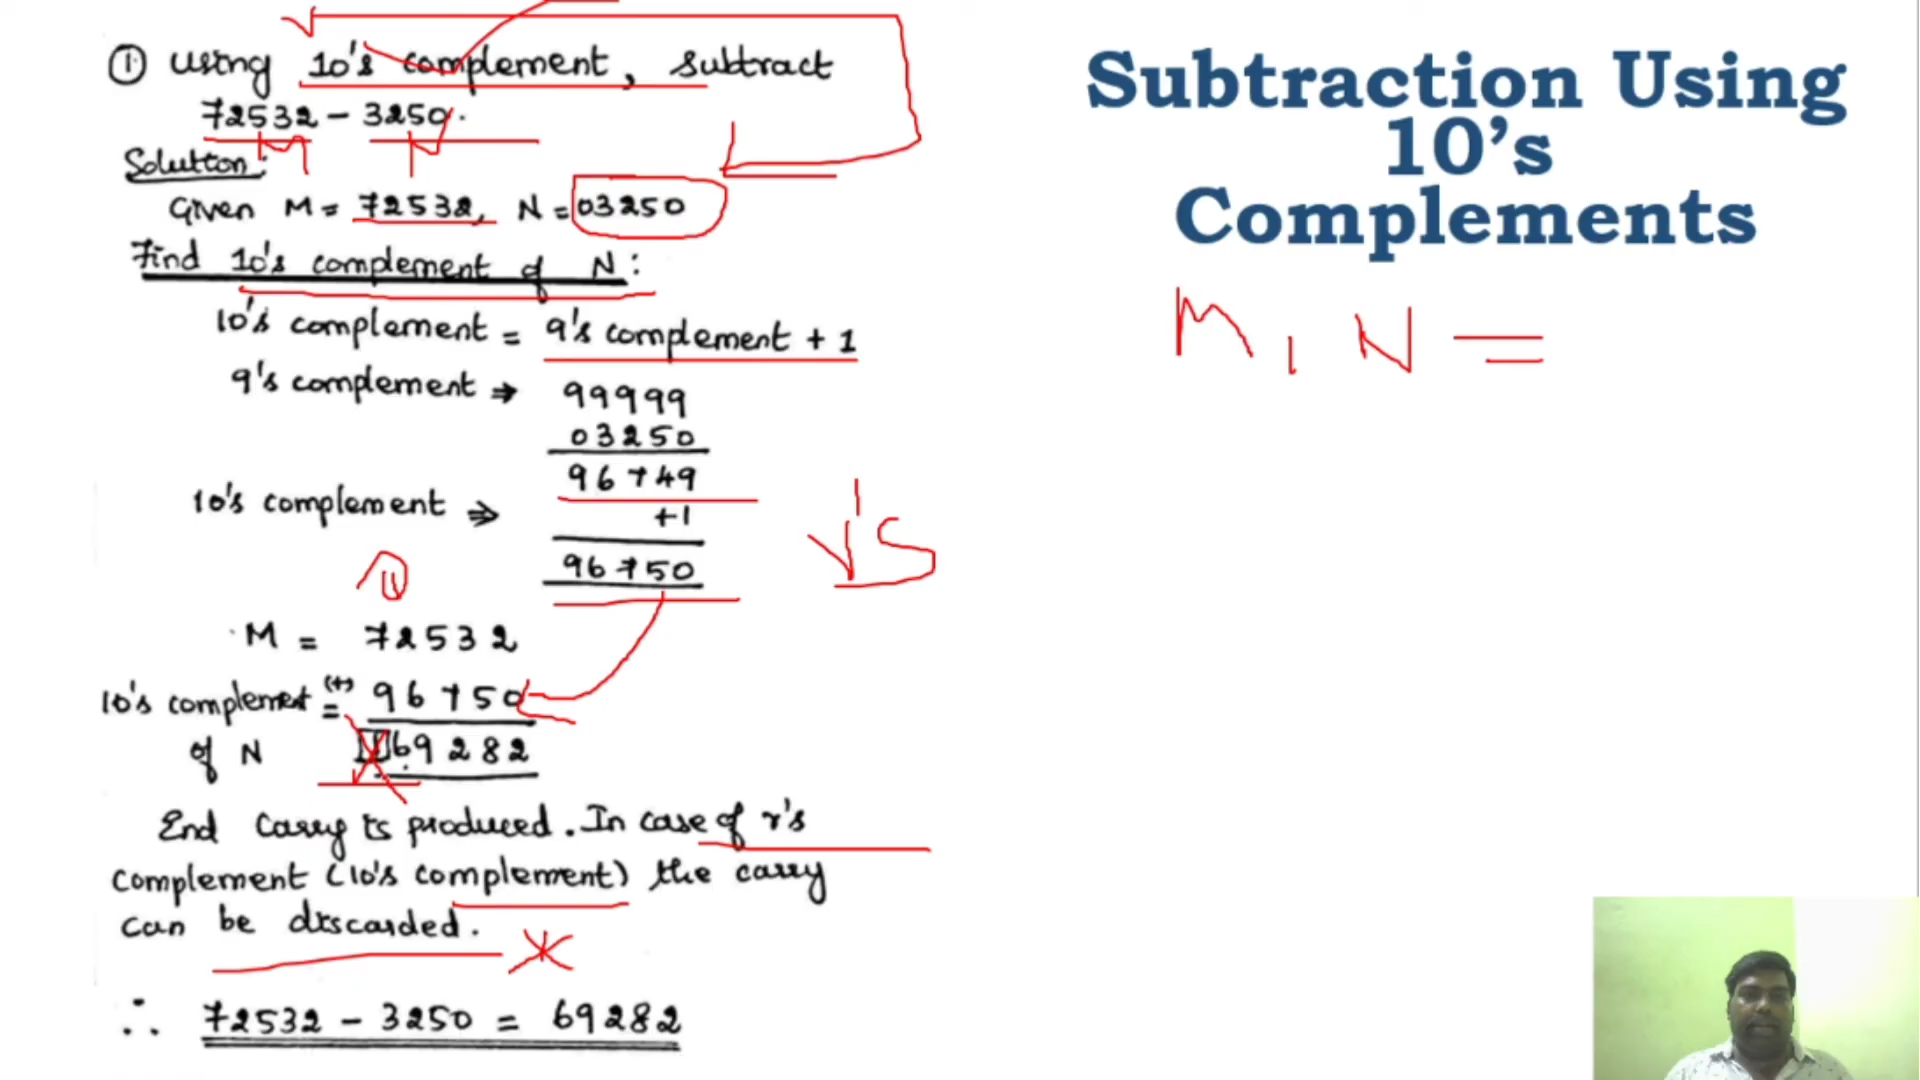 ① Using 10's complement, subtract
72532 - 3250.
M N
Solution:
Given M = 72532, N = 03250
Find 10's complement of N:
10's complement = 9's complement + 1
9's complement ⇒ 99999
03250
96749
10's complement ⇒ +1
96750
M = 72532
10's complement = (+) 96750
of N 1 69282
End carry is produced. In case of r's
complement (10's complement) the carry
can be discarded.
∴ 72532 - 3250 = 69282
Subtraction Using
10's
Complements
M, N =
r's